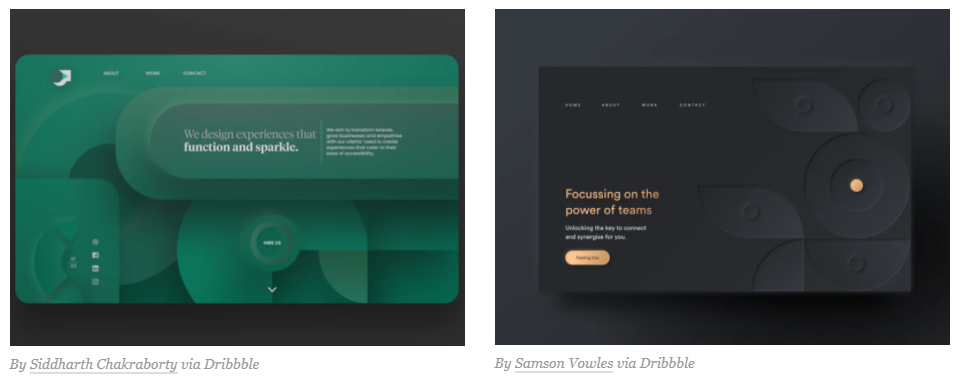 ABOUT WORK CONTACT
We design experiences that
function and sparkle.
We aim to transform brands,
grow businesses and empathise
with our clients' need to create
experiences that cater to their
ease of accessibility.
HIRE US
By Siddharth Chakraborty via Dribbble
HOME ABOUT WORK CONTACT
Focussing on the
power of teams
Unlocking the key to connect
and synergise for you.
Feeling this
By Samson Vowles via Dribbble